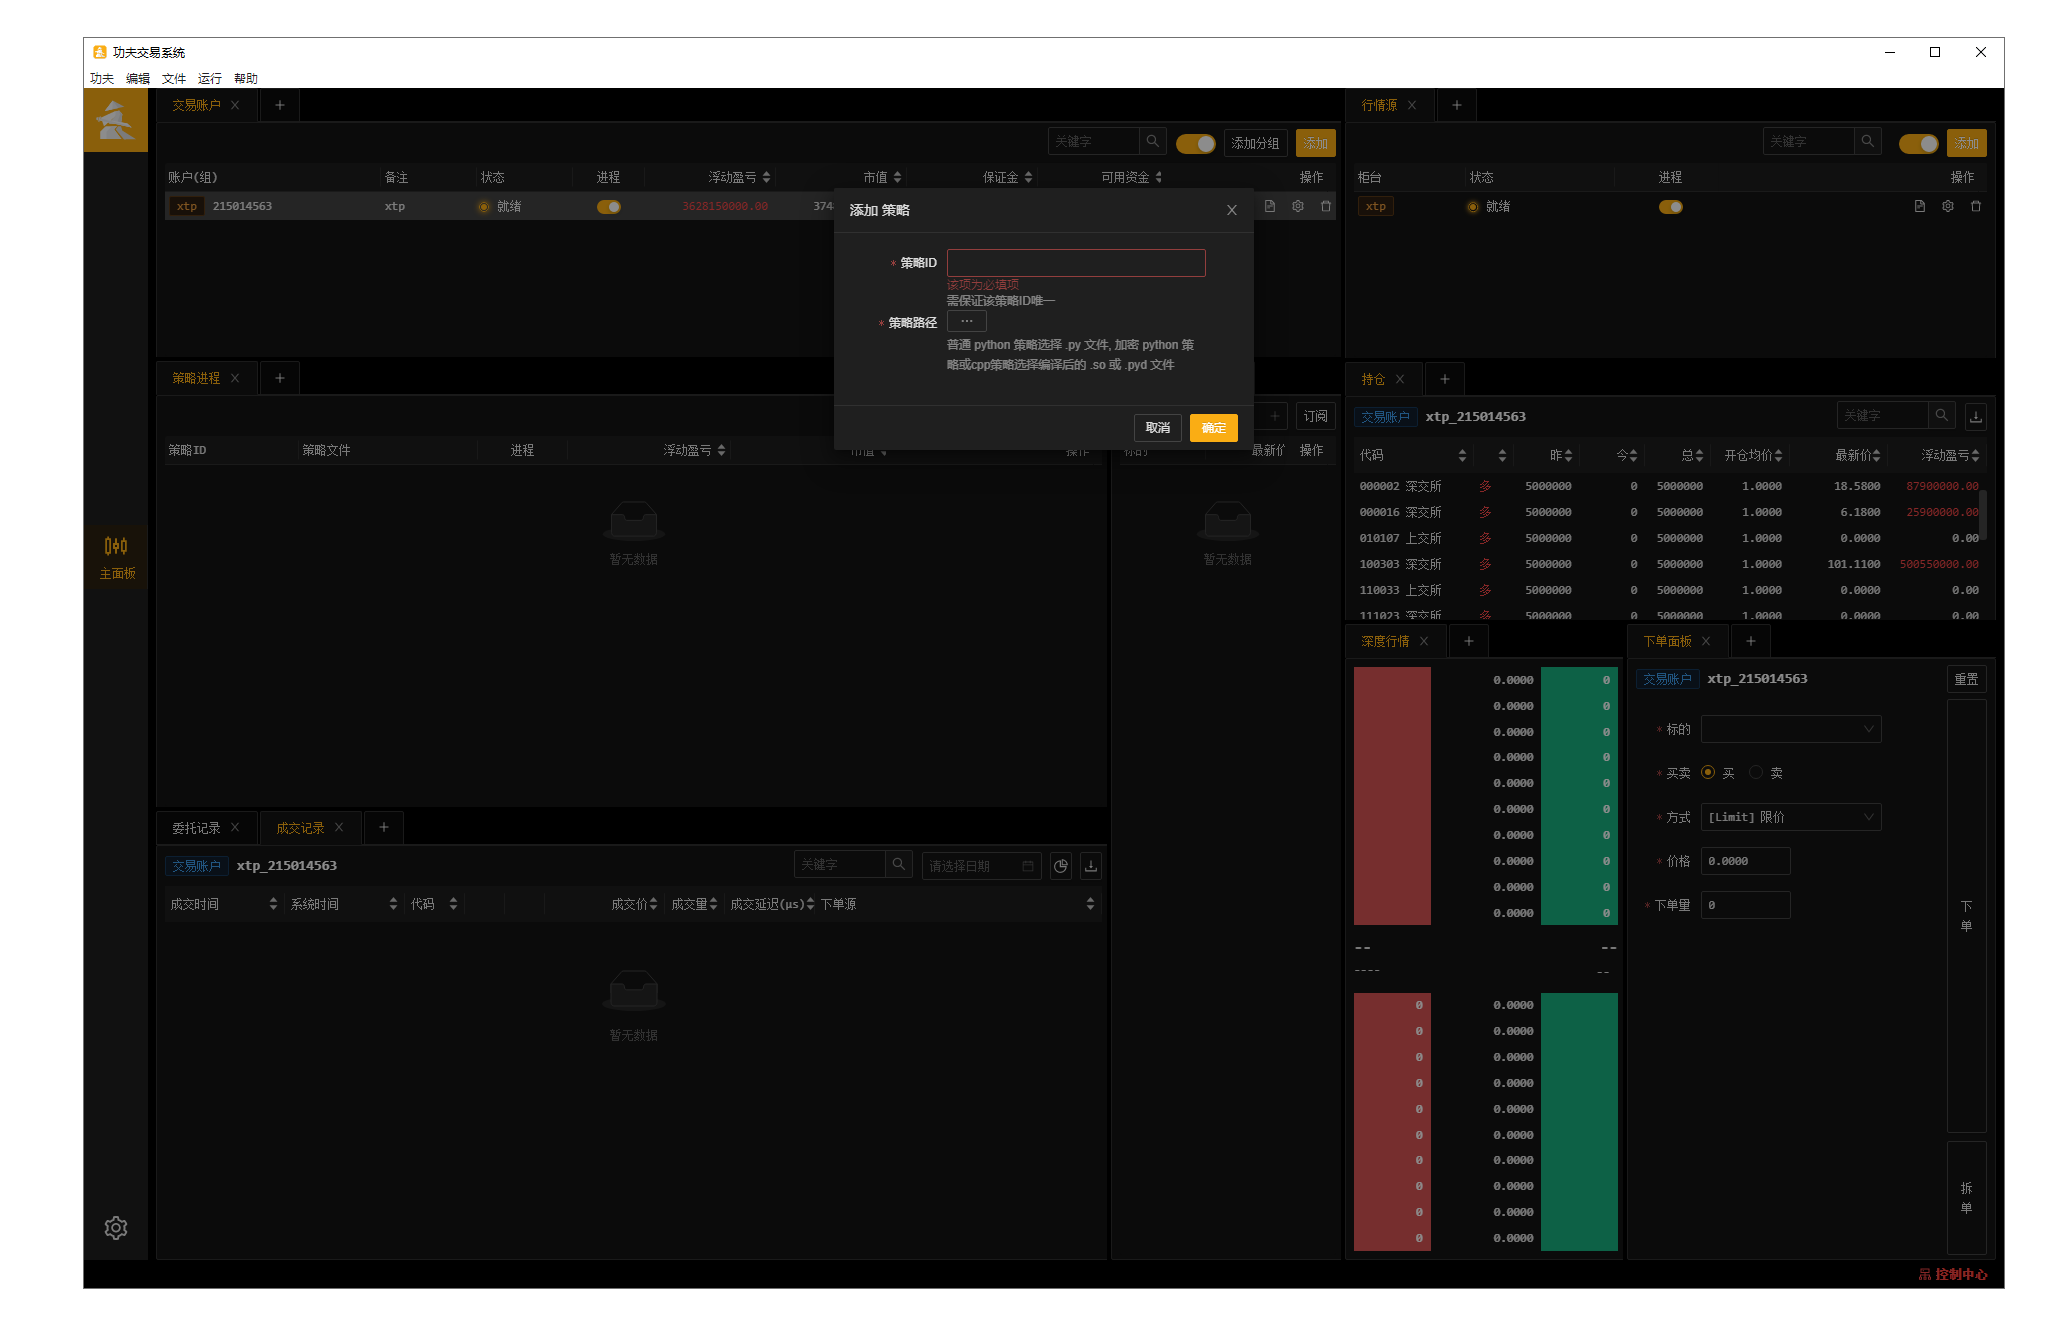 功夫交易系统
功夫 编辑 文件 运行 帮助
交易账户
行情源
关键字 添加分组 添加
关键字 添加
账户(组) 备注 状态 进程 浮动盈亏 市值 保证金 可用资金 操作
柜台 状态 进程 操作
xtp 215014563 xtp 就绪 3628150000.00 374
xtp 就绪
添加 策略
* 策略ID
该项为必填项
需保证该策略ID唯一
* 策略路径 ···
普通 python 策略选择 .py 文件, 加密 python 策
略或cpp策略选择编译后的 .so 或 .pyd 文件
取消 确定
策略进程
订阅
策略ID 策略文件 进程 浮动盈亏 市值 操作
标的 最新价 操作
暂无数据
暂无数据
主面板
持仓
交易账户 xtp_215014563 关键字
代码 昨 今 总 开仓均价 最新价 浮动盈亏
000002 深交所 多 5000000 0 5000000 1.0000 18.5800 87900000.00
000016 深交所 多 5000000 0 5000000 1.0000 6.1800 25900000.00
010107 上交所 多 5000000 0 5000000 1.0000 0.0000 0.00
100303 深交所 多 5000000 0 5000000 1.0000 101.1100 500550000.00
110033 上交所 多 5000000 0 5000000 1.0000 0.0000 0.00
111023 深交所 多 5000000 0 5000000 1.0000 0.0000 0.00
委托记录 成交记录
交易账户 xtp_215014563 关键字 请选择日期
成交时间 系统时间 代码 成交价 成交量 成交延迟(μs) 下单源
暂无数据
深度行情
0.0000 0
0.0000 0
0.0000 0
0.0000 0
0.0000 0
0.0000 0
0.0000 0
0.0000 0
0.0000 0
0.0000 0
-- --
---- --
0 0.0000
0 0.0000
0 0.0000
0 0.0000
0 0.0000
0 0.0000
0 0.0000
0 0.0000
0 0.0000
0 0.0000
下单面板
交易账户 xtp_215014563 重置
* 标的
* 买卖 买 卖
* 方式 [Limit] 限价
* 价格 0.0000
* 下单量 0
下
单
拆
单
控制中心